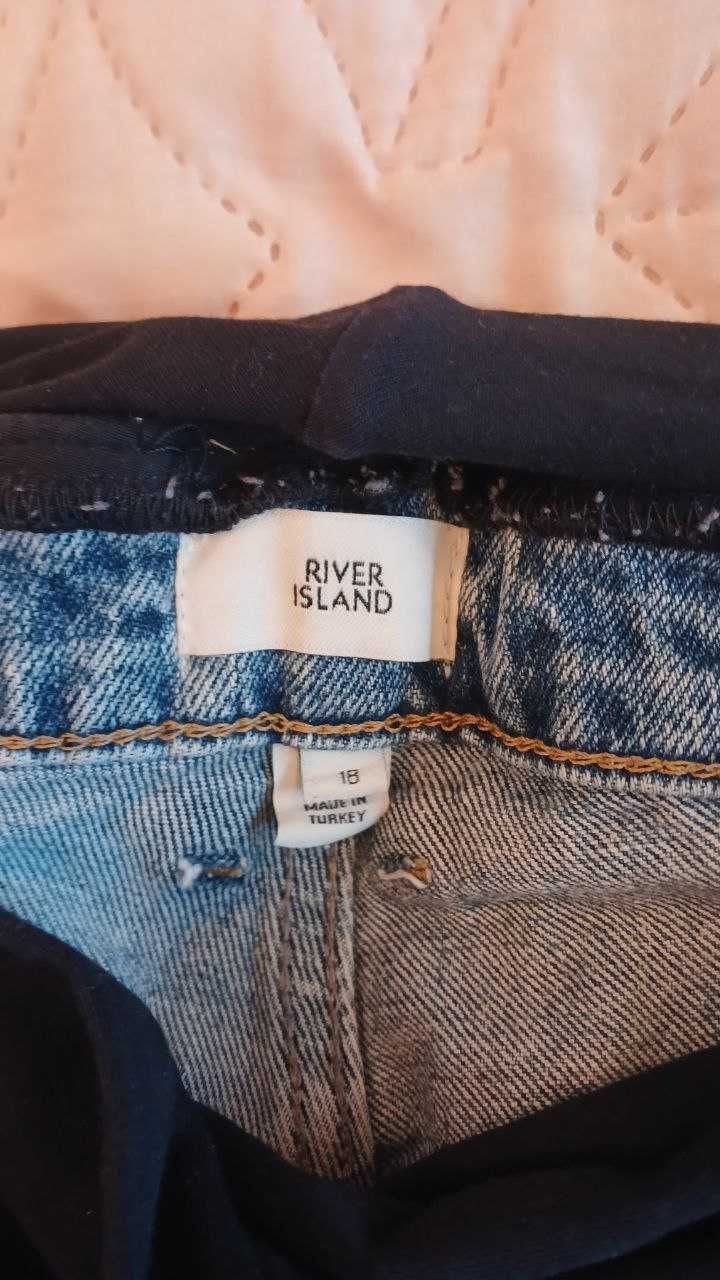 RIVER
ISLAND
18
MADE IN
TURKEY